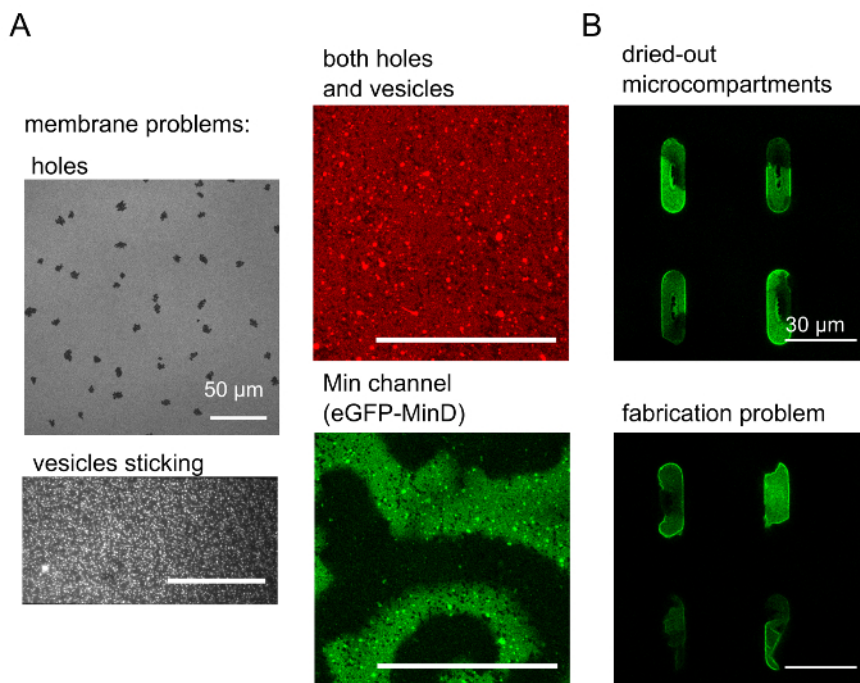 A
membrane problems:
holes
50 µm
vesicles sticking
both holes
and vesicles
Min channel
(eGFP-MinD)
B
dried-out
microcompartments
30 µm
fabrication problem